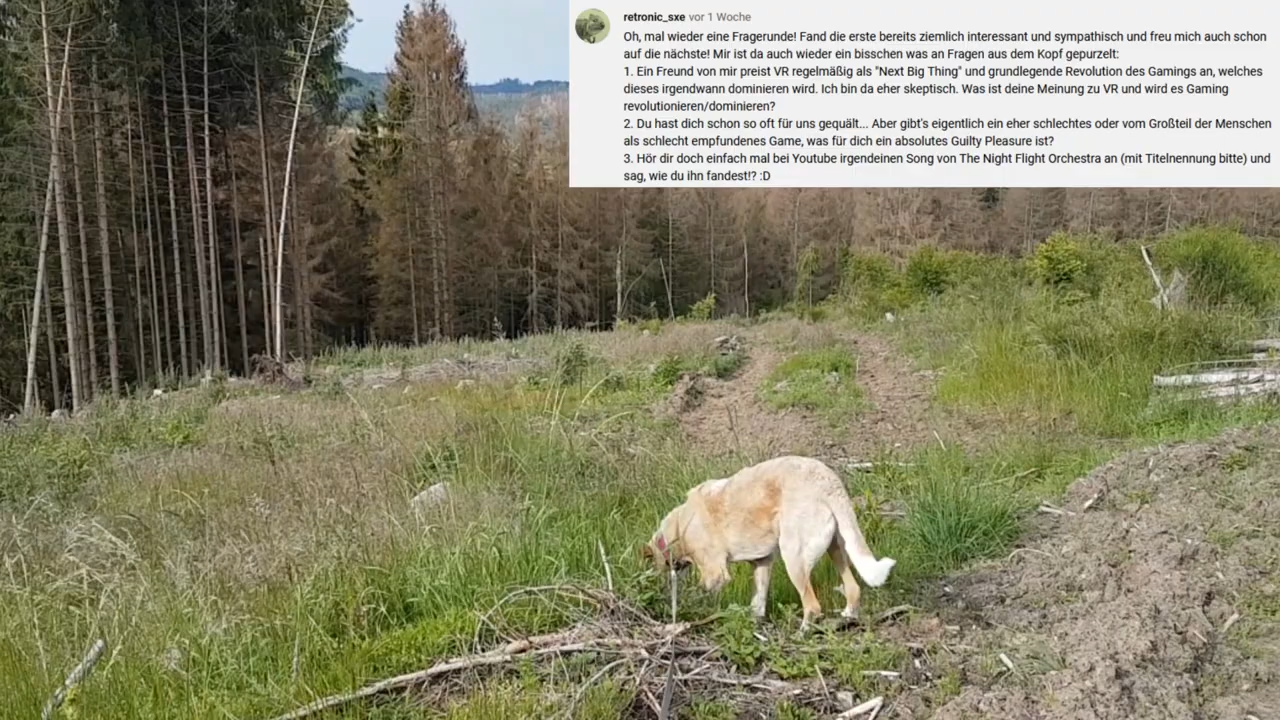 retronic_sxe vor 1 Woche
Oh, mal wieder eine Fragerunde! Fand die erste bereits ziemlich interessant und sympathisch und freu mich auch schon
auf die nächste! Mir ist da auch wieder ein bisschen was an Fragen aus dem Kopf gepurzelt:
1. Ein Freund von mir preist VR regelmäßig als "Next Big Thing" und grundlegende Revolution des Gamings an, welches
dieses irgendwann dominieren wird. Ich bin da eher skeptisch. Was ist deine Meinung zu VR und wird es Gaming
revolutionieren/dominieren?
2. Du hast dich schon so oft für uns gequält... Aber gibt's eigentlich ein eher schlechtes oder vom Großteil der Menschen
als schlecht empfundenes Game, was für dich ein absolutes Guilty Pleasure ist?
3. Hör dir doch einfach mal bei Youtube irgendeinen Song von The Night Flight Orchestra an (mit Titelnennung bitte) und
sag, wie du ihn fandest!? :D